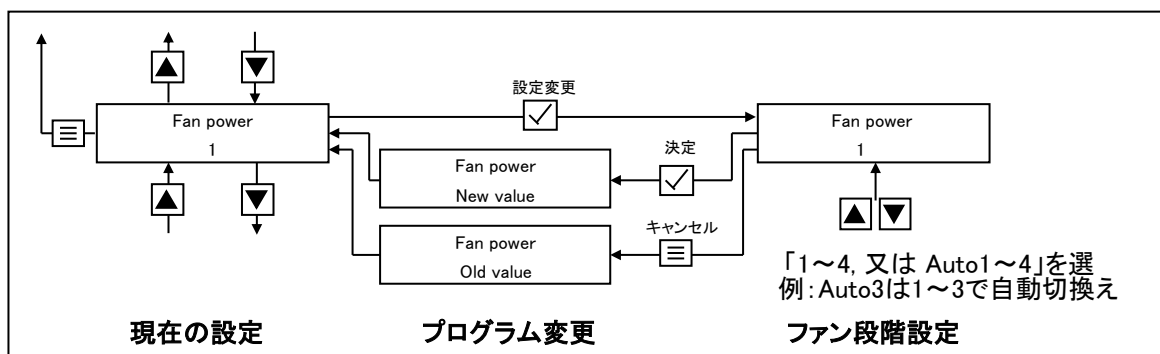 設定変更
Fan power
1
Fan power
1
決定
Fan power
New value
キャンセル
Fan power
Old value
「1～4, 又は Auto1～4」を選
例:Auto3は1～3で自動切換え
現在の設定
プログラム変更
ファン段階設定